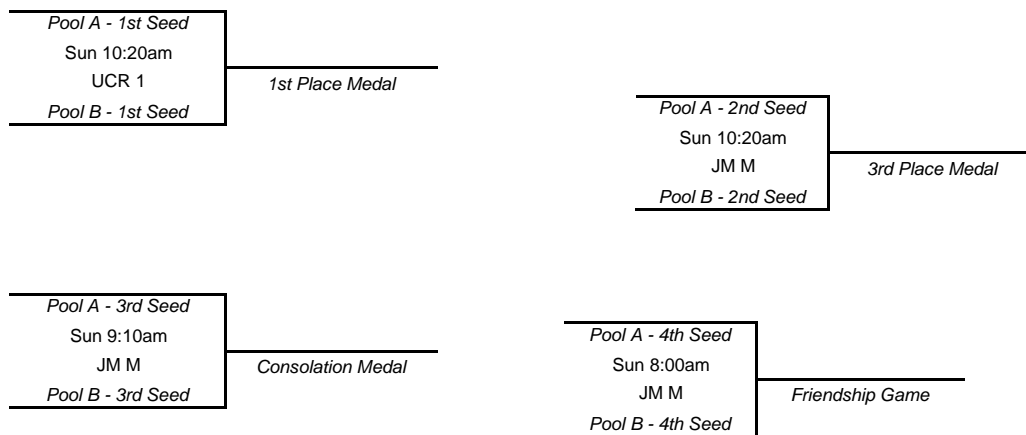 Pool A - 1st Seed
Sun 10:20am
UCR 1
Pool B - 1st Seed
1st Place Medal
Pool A - 2nd Seed
Sun 10:20am
JM M
Pool B - 2nd Seed
3rd Place Medal
Pool A - 3rd Seed
Sun 9:10am
JM M
Pool B - 3rd Seed
Consolation Medal
Pool A - 4th Seed
Sun 8:00am
JM M
Pool B - 4th Seed
Friendship Game